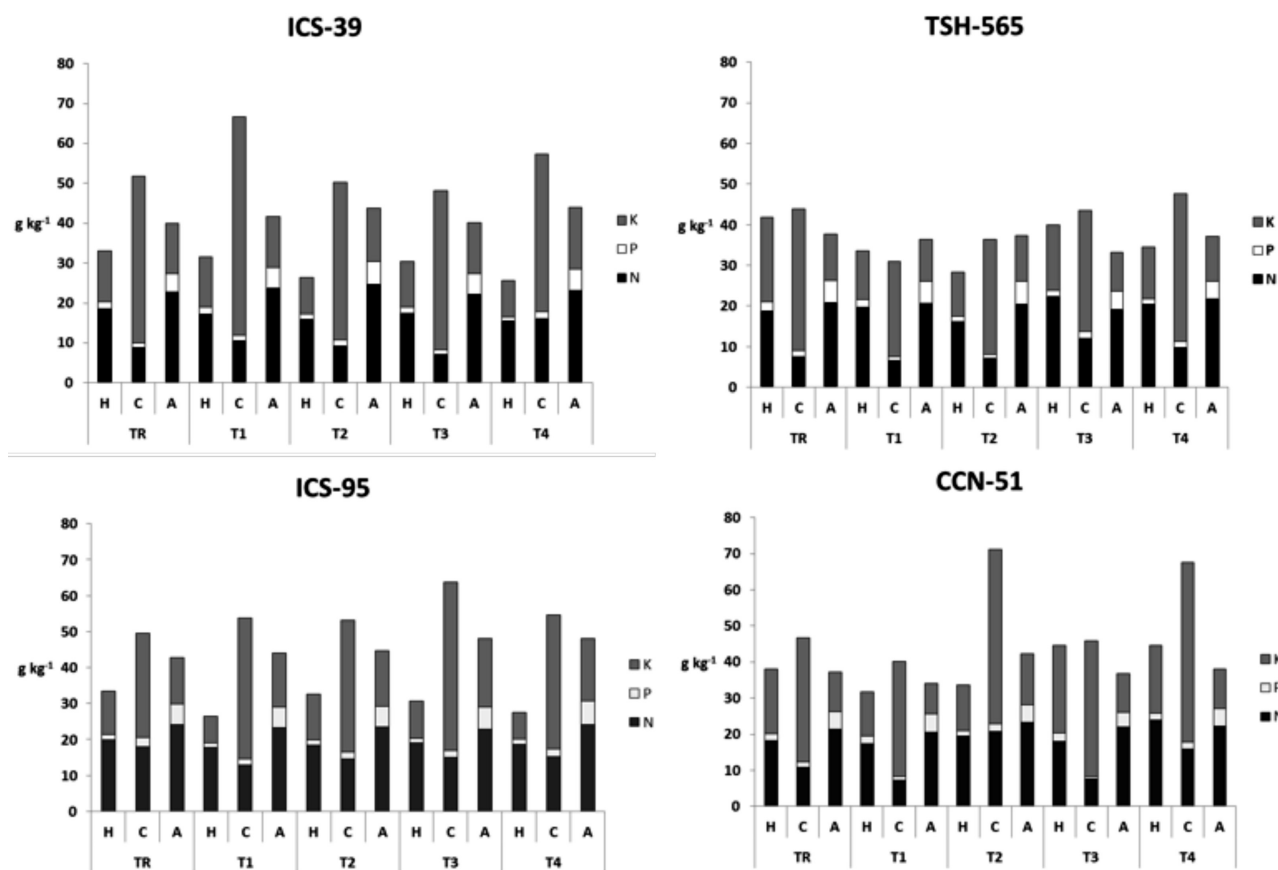 ICS-39
80
70
60
50
40
30
20
10
0
g kg-1
K
P
N
H C A H C A H C A H C A H C A
TR T1 T2 T3 T4
TSH-565
80
70
60
50
40
30
20
10
0
g kg-1
K
P
N
H C A H C A H C A H C A H C A
TR T1 T2 T3 T4
ICS-95
80
70
60
50
40
30
20
10
0
g kg-1
K
P
N
H C A H C A H C A H C A H C A
TR T1 T2 T3 T4
CCN-51
80
70
60
50
40
30
20
10
0
g kg-1
K
P
N
H C A H C A H C A H C A H C A
TR T1 T2 T3 T4